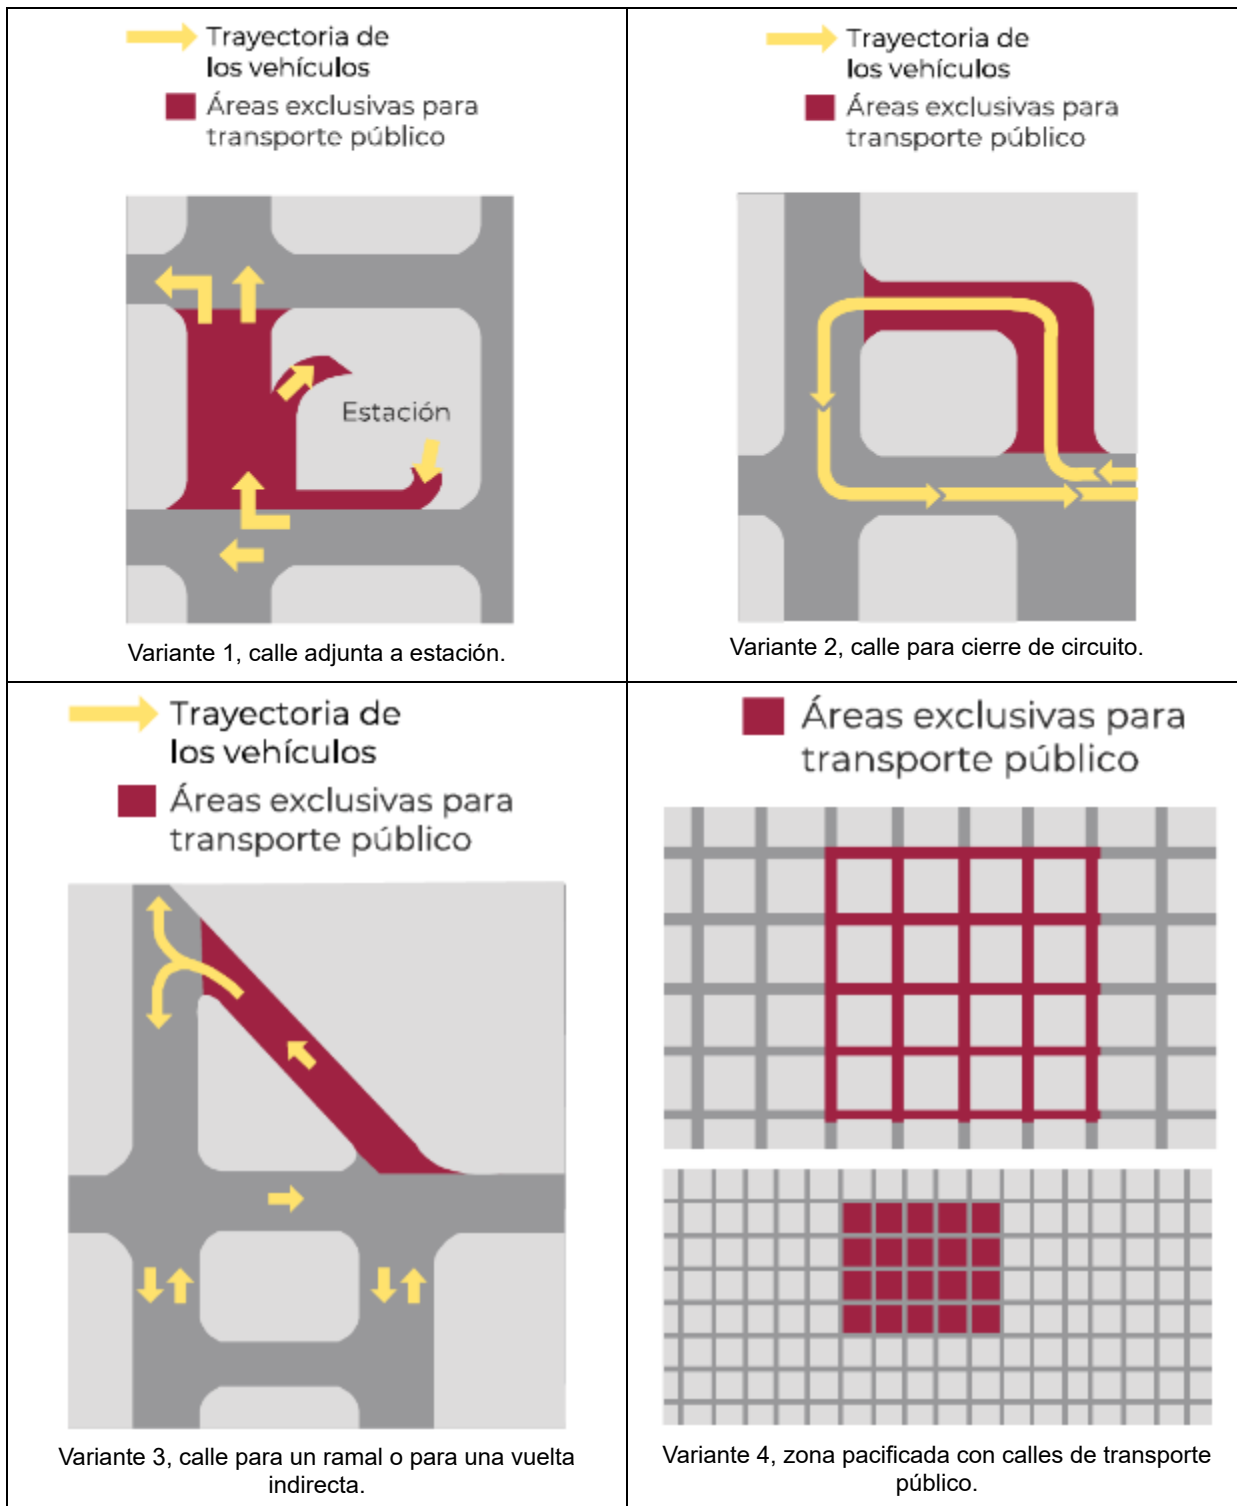 Trayectoria de
los vehículos
Áreas exclusivas para
transporte público
Estación
Variante 1, calle adjunta a estación.
Trayectoria de
los vehículos
Áreas exclusivas para
transporte público
Variante 2, calle para cierre de circuito.
Trayectoria de
los vehículos
Áreas exclusivas para
transporte público
Variante 3, calle para un ramal o para una vuelta
indirecta.
Áreas exclusivas para
transporte público
Variante 4, zona pacificada con calles de transporte
público.